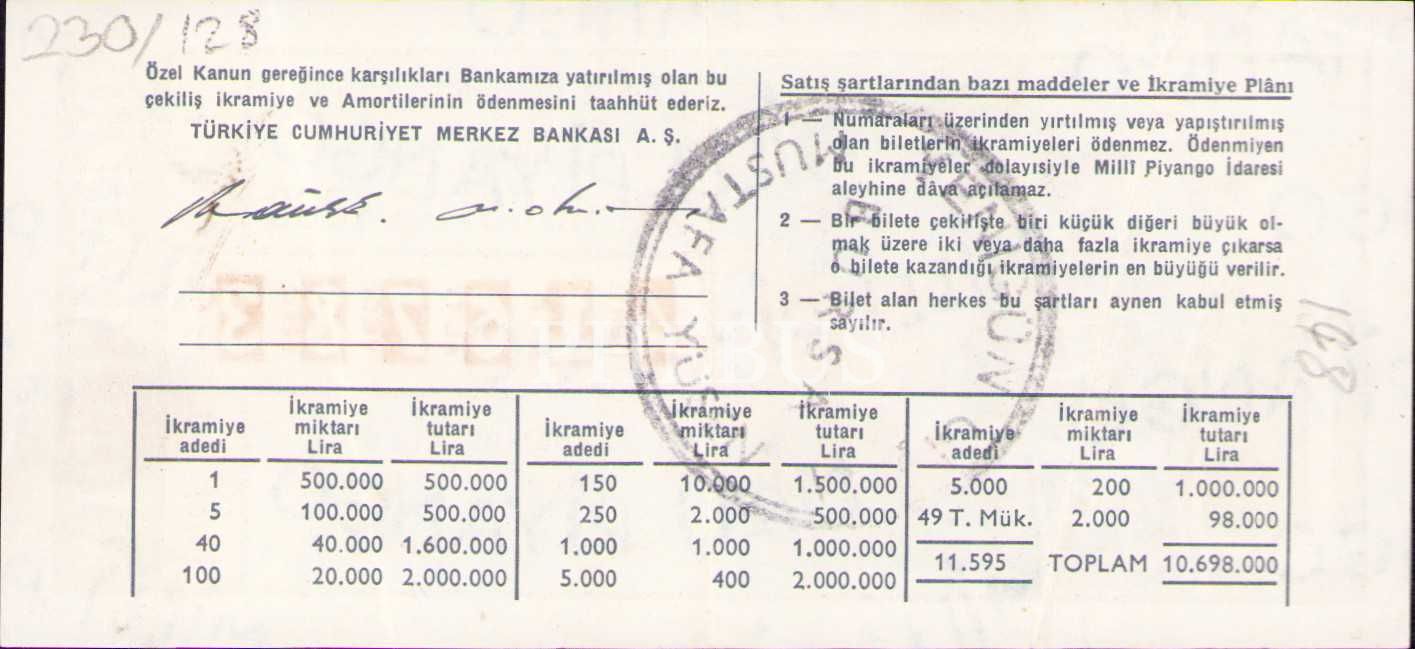 230/128
Özel Kanun gereğince karşılıkları Bankamıza yatırılmış olan bu
çekiliş ikramiye ve Amortilerinin ödenmesini taahhüt ederiz.
TÜRKİYE CUMHURİYET MERKEZ BANKASI A. Ş.
Satış şartlarından bazı maddeler ve İkramiye Plânı
1 — Numaraları üzerinden yırtılmış veya yapıştırılmış
olan biletlerin ikramiyeleri ödenmez. Ödenmiyen
bu ikramiyeler dolayısiyle Millî Piyango İdaresi
aleyhine dâva açılamaz.
2 — Bir bilete çekilişte biri küçük diğeri büyük ol-
mak üzere iki veya daha fazla ikramiye çıkarsa
o bilete kazandığı ikramiyelerin en büyüğü verilir.
3 — Bilet alan herkes bu şartları aynen kabul etmiş
sayılır.
MUSTAFA
BURSA
PHEBUS
168
İkramiye adedi İkramiye miktarı Lira İkramiye tutarı Lira İkramiye adedi İkramiye miktarı Lira İkramiye tutarı Lira İkramiye adedi İkramiye miktarı Lira İkramiye tutarı Lira
1 500.000 500.000 150 10.000 1.500.000 5.000 200 1.000.000
5 100.000 500.000 250 2.000 500.000 49 T. Mük. 2.000 98.000
40 40.000 1.600.000 1.000 1.000 1.000.000 11.595 TOPLAM 10.698.000
100 20.000 2.000.000 5.000 400 2.000.000